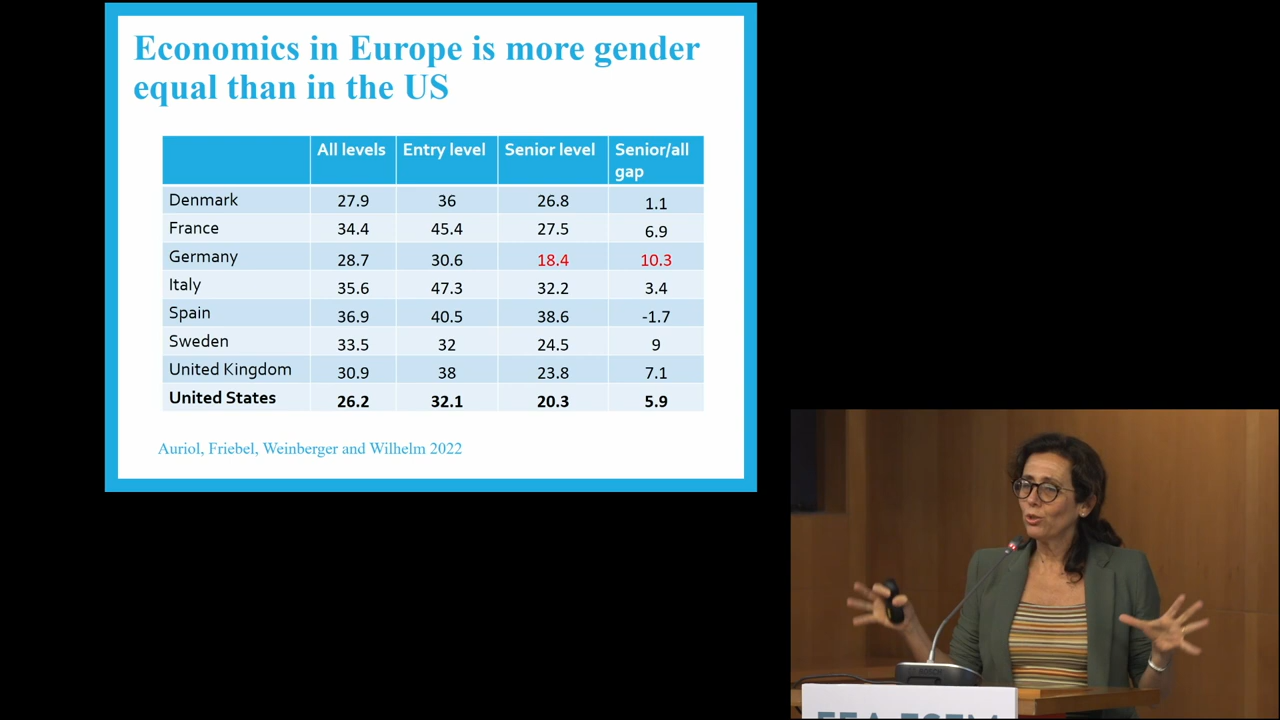 Economics in Europe is more gender
equal than in the US
All levels Entry level Senior level Senior/all
gap
Denmark 27.9 36 26.8 1.1
France 34.4 45.4 27.5 6.9
Germany 28.7 30.6 18.4 10.3
Italy 35.6 47.3 32.2 3.4
Spain 36.9 40.5 38.6 -1.7
Sweden 33.5 32 24.5 9
United Kingdom 30.9 38 23.8 7.1
United States 26.2 32.1 20.3 5.9
Auriol, Friebel, Weinberger and Wilhelm 2022
EEA-ESEM